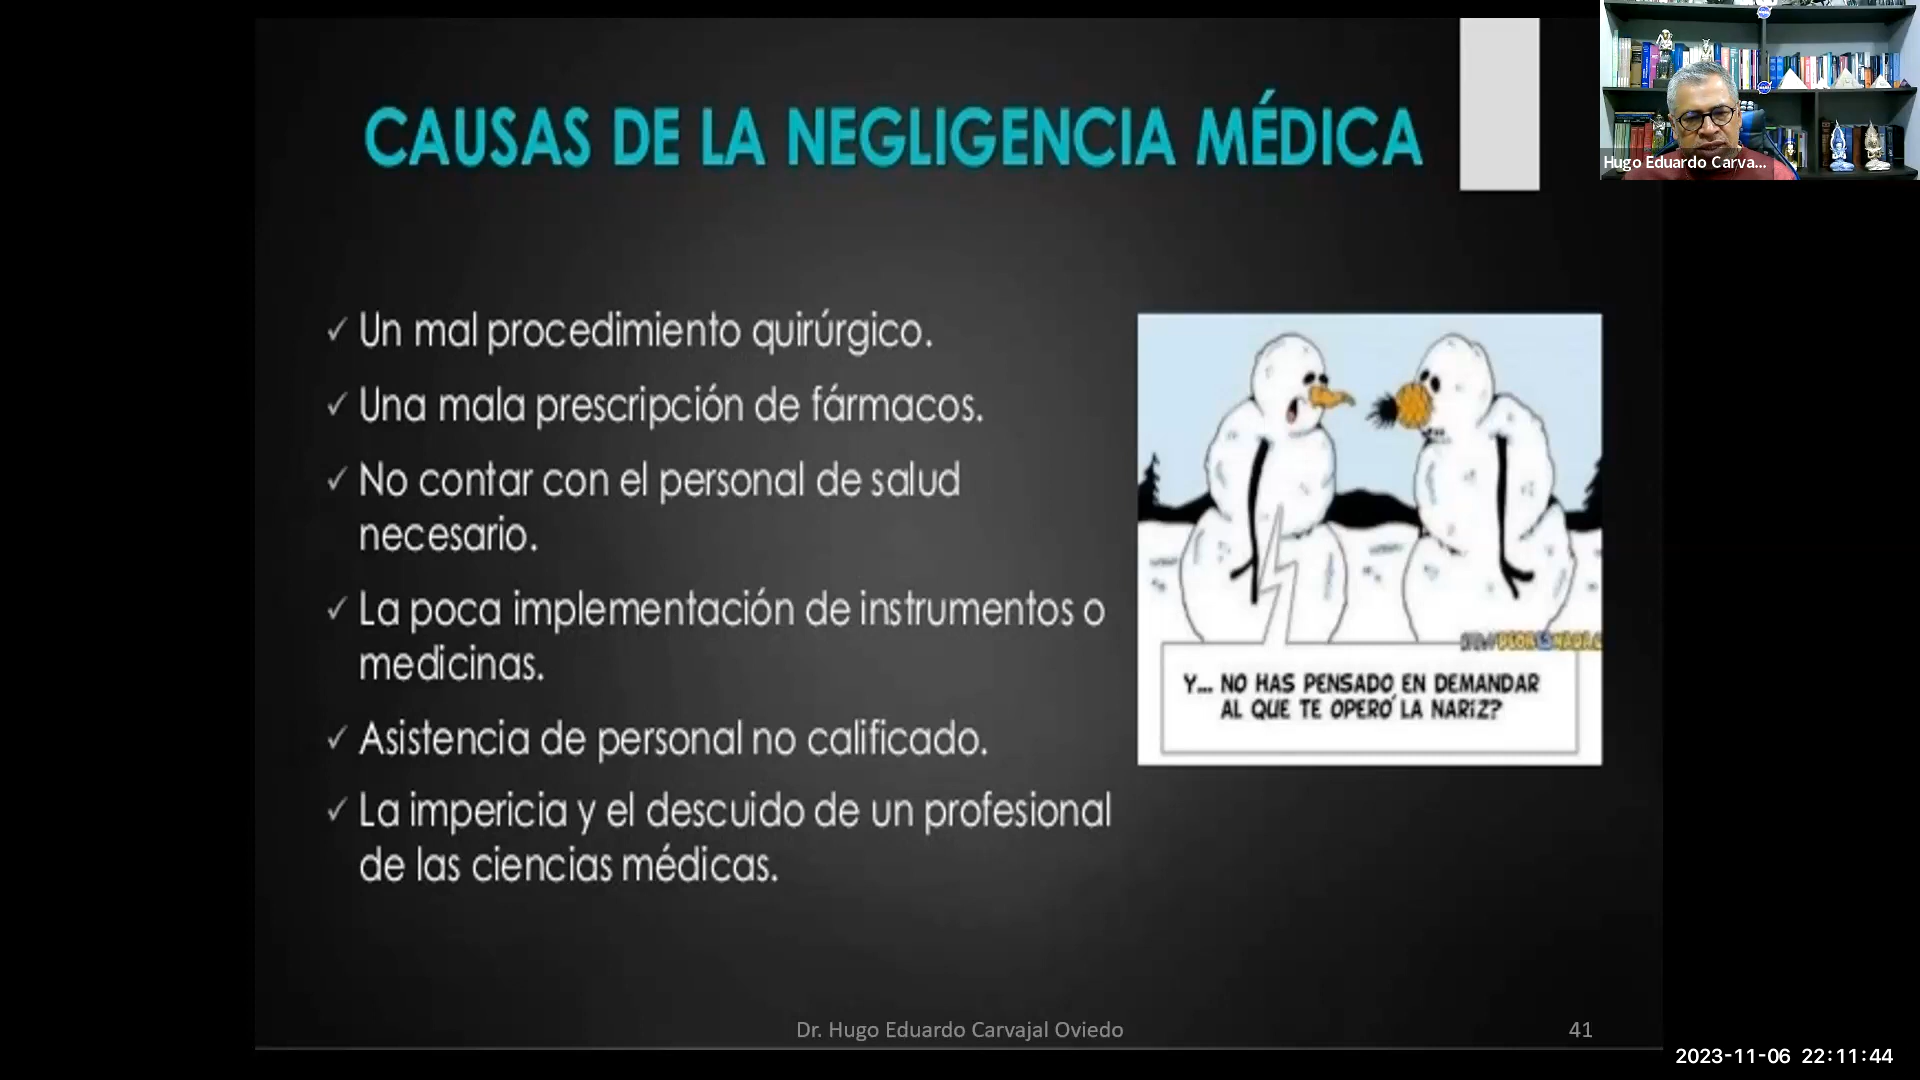 CAUSAS DE LA NEGLIGENCIA MÉDICA
Hugo Eduardo Carva...
✓ Un mal procedimiento quirúrgico.
✓ Una mala prescripción de fármacos.
✓ No contar con el personal de salud
necesario.
✓ La poca implementación de instrumentos o
medicinas.
✓ Asistencia de personal no calificado.
✓ La impericia y el descuido de un profesional
de las ciencias médicas.
Y... NO HAS PENSADO EN DEMANDAR
AL QUE TE OPERÓ LA NARIZ?
Dr. Hugo Eduardo Carvajal Oviedo
41
2023-11-06 22:11:44